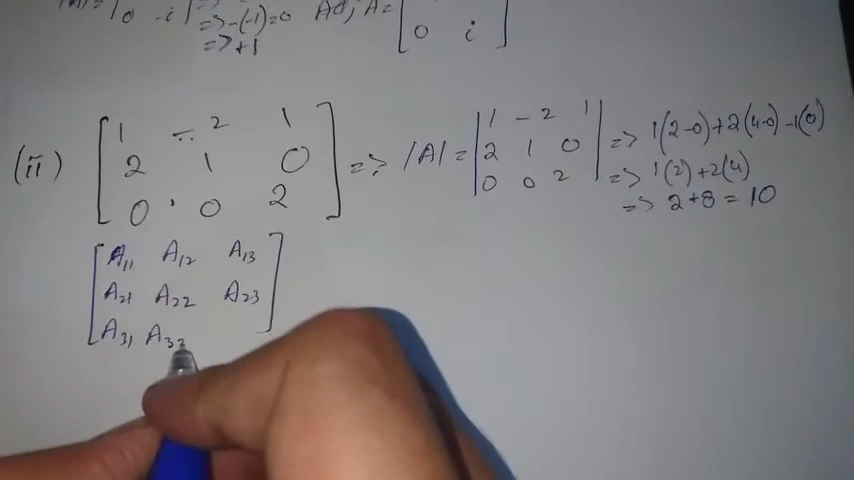 |A| = | 0 -i | => -(-1)=0 Adj A = [ 0 i ]
=> +1
(ii) [ 1 -2 1 => |A| = | 1 -2 1 | => 1(2-0)+2(4-0)-1(0)
2 1 0 2 1 0 => 1(2)+2(4)
0 0 2 ] 0 0 2 => 2+8=10
[ A11 A12 A13
A21 A22 A23
A31 A32 ]